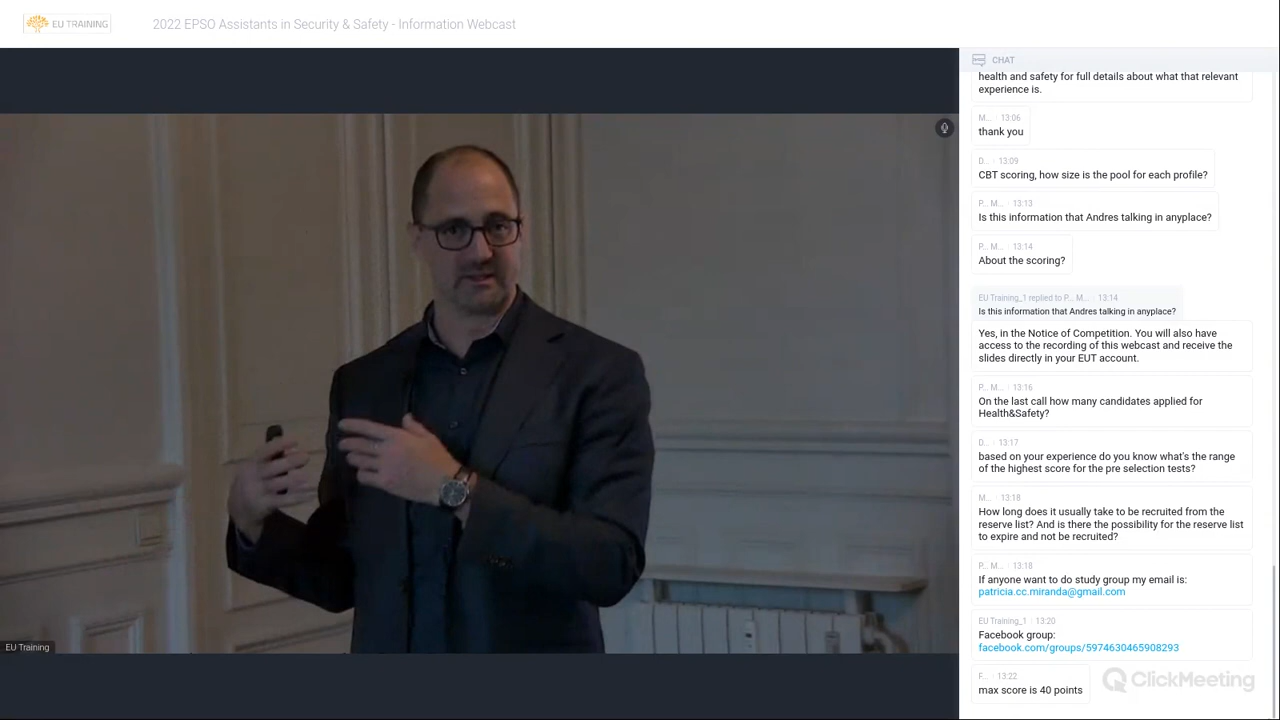 EU TRAINING
2022 EPSO Assistants in Security & Safety - Information Webcast
CHAT
health and safety for full details about what that relevant
experience is.
M... 13:06
thank you
D.. 13:09
CBT scoring, how size is the pool for each profile?
P... M... 13:13
Is this information that Andres talking in anyplace?
P... M... 13:14
About the scoring?
EU Training_1 replied to P... M... 13:14
Is this information that Andres talking in anyplace?
Yes, in the Notice of Competition. You will also have
access to the recording of this webcast and receive the
slides directly in your EUT account.
P... M... 13:16
On the last call how many candidates applied for
Health&Safety?
D.. 13:17
based on your experience do you know what's the range
of the highest score for the pre selection tests?
M... 13:18
How long does it usually take to be recruited from the
reserve list? And is there the possibility for the reserve list
to expire and not be recruited?
P... M... 13:18
If anyone want to do study group my email is:
patricia.cc.miranda@gmail.com
EU Training_1 13:20
Facebook group:
facebook.com/groups/5974630465908293
F... 13:22
max score is 40 points
ClickMeeting
EU Training